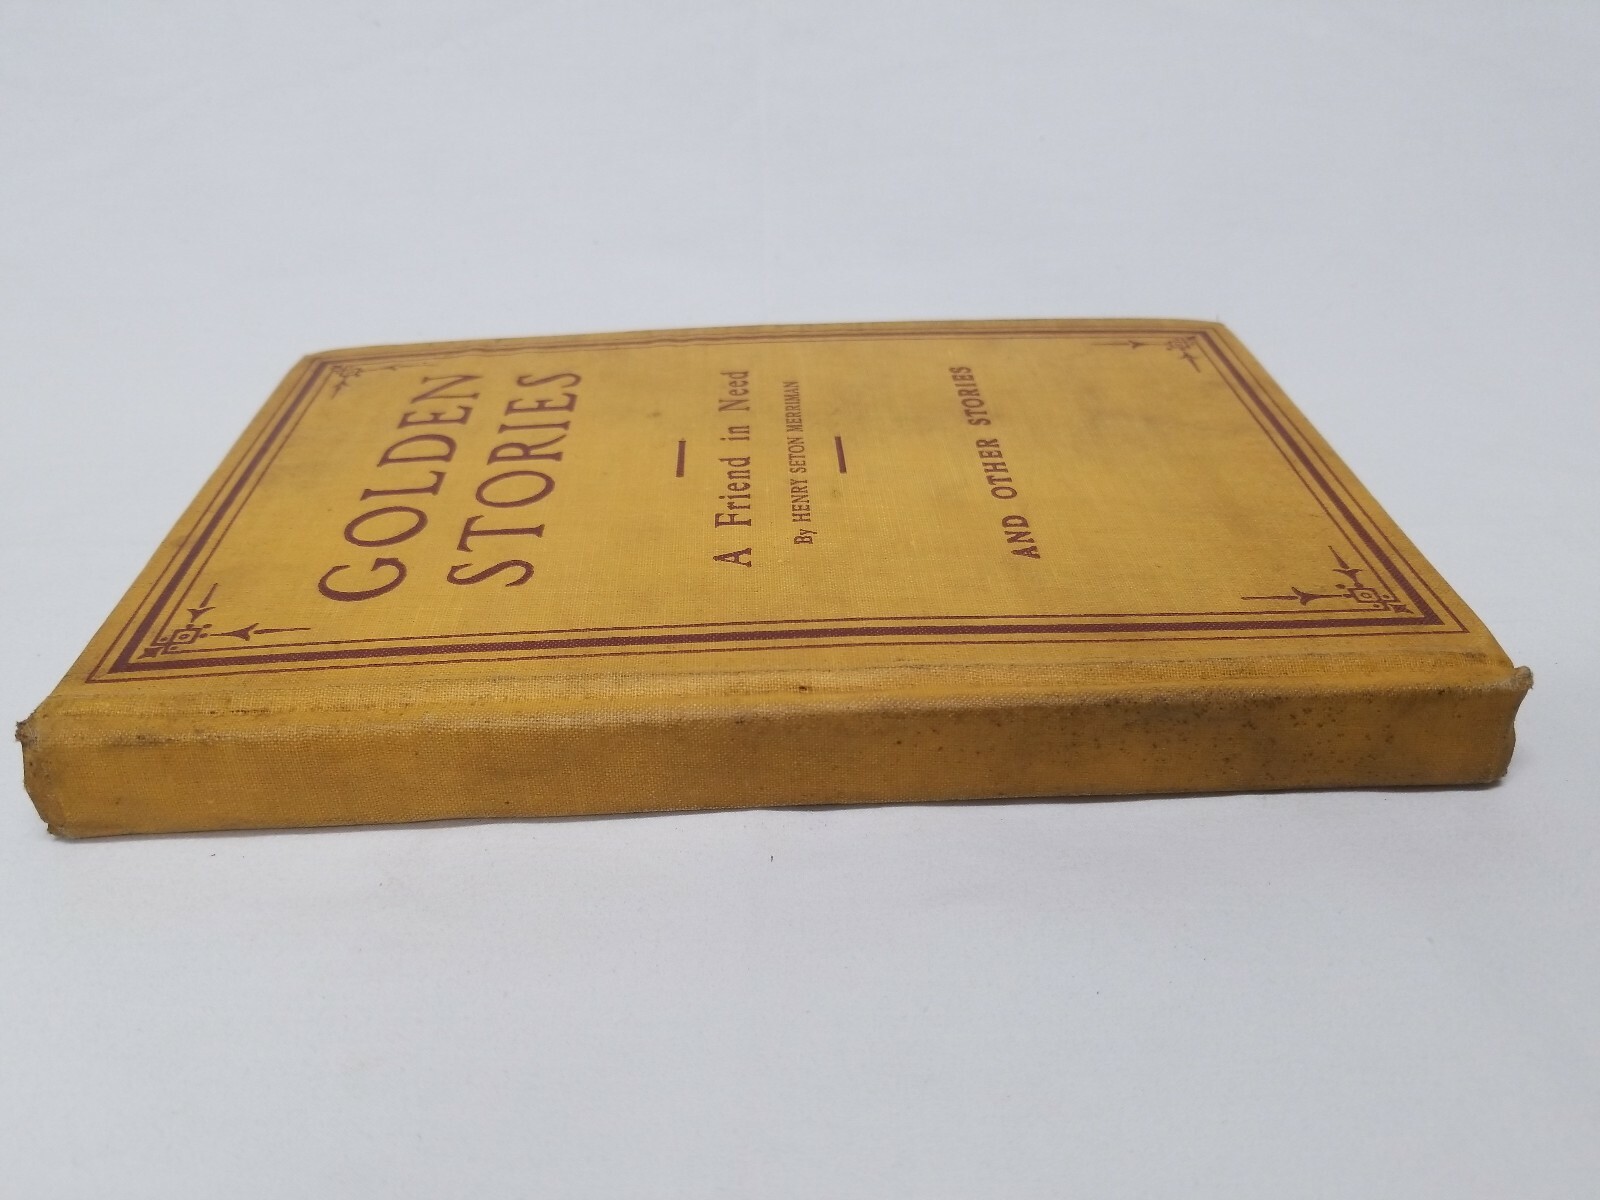 GOLDEN
STORIES
A Friend in Need
By HENRY SETON MERRIMAN
AND OTHER STORIES